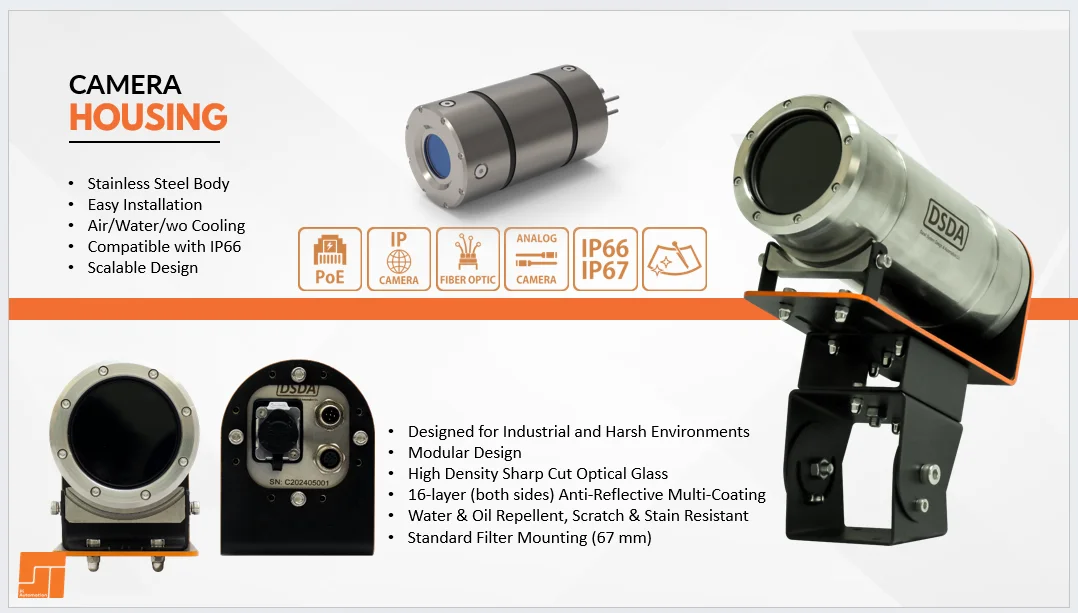 CAMERA
HOUSING
• Stainless Steel Body
• Easy Installation
• Air/Water/wo Cooling
• Compatible with IP66
• Scalable Design
PoE
IP
CAMERA
FIBER OPTIC
ANALOG
CAMERA
IP66
IP67
DSDA
DSDA
SN: C202405001
• Designed for Industrial and Harsh Environments
• Modular Design
• High Density Sharp Cut Optical Glass
• 16-layer (both sides) Anti-Reflective Multi-Coating
• Water & Oil Repellent, Scratch & Stain Resistant
• Standard Filter Mounting (67 mm)
Automation